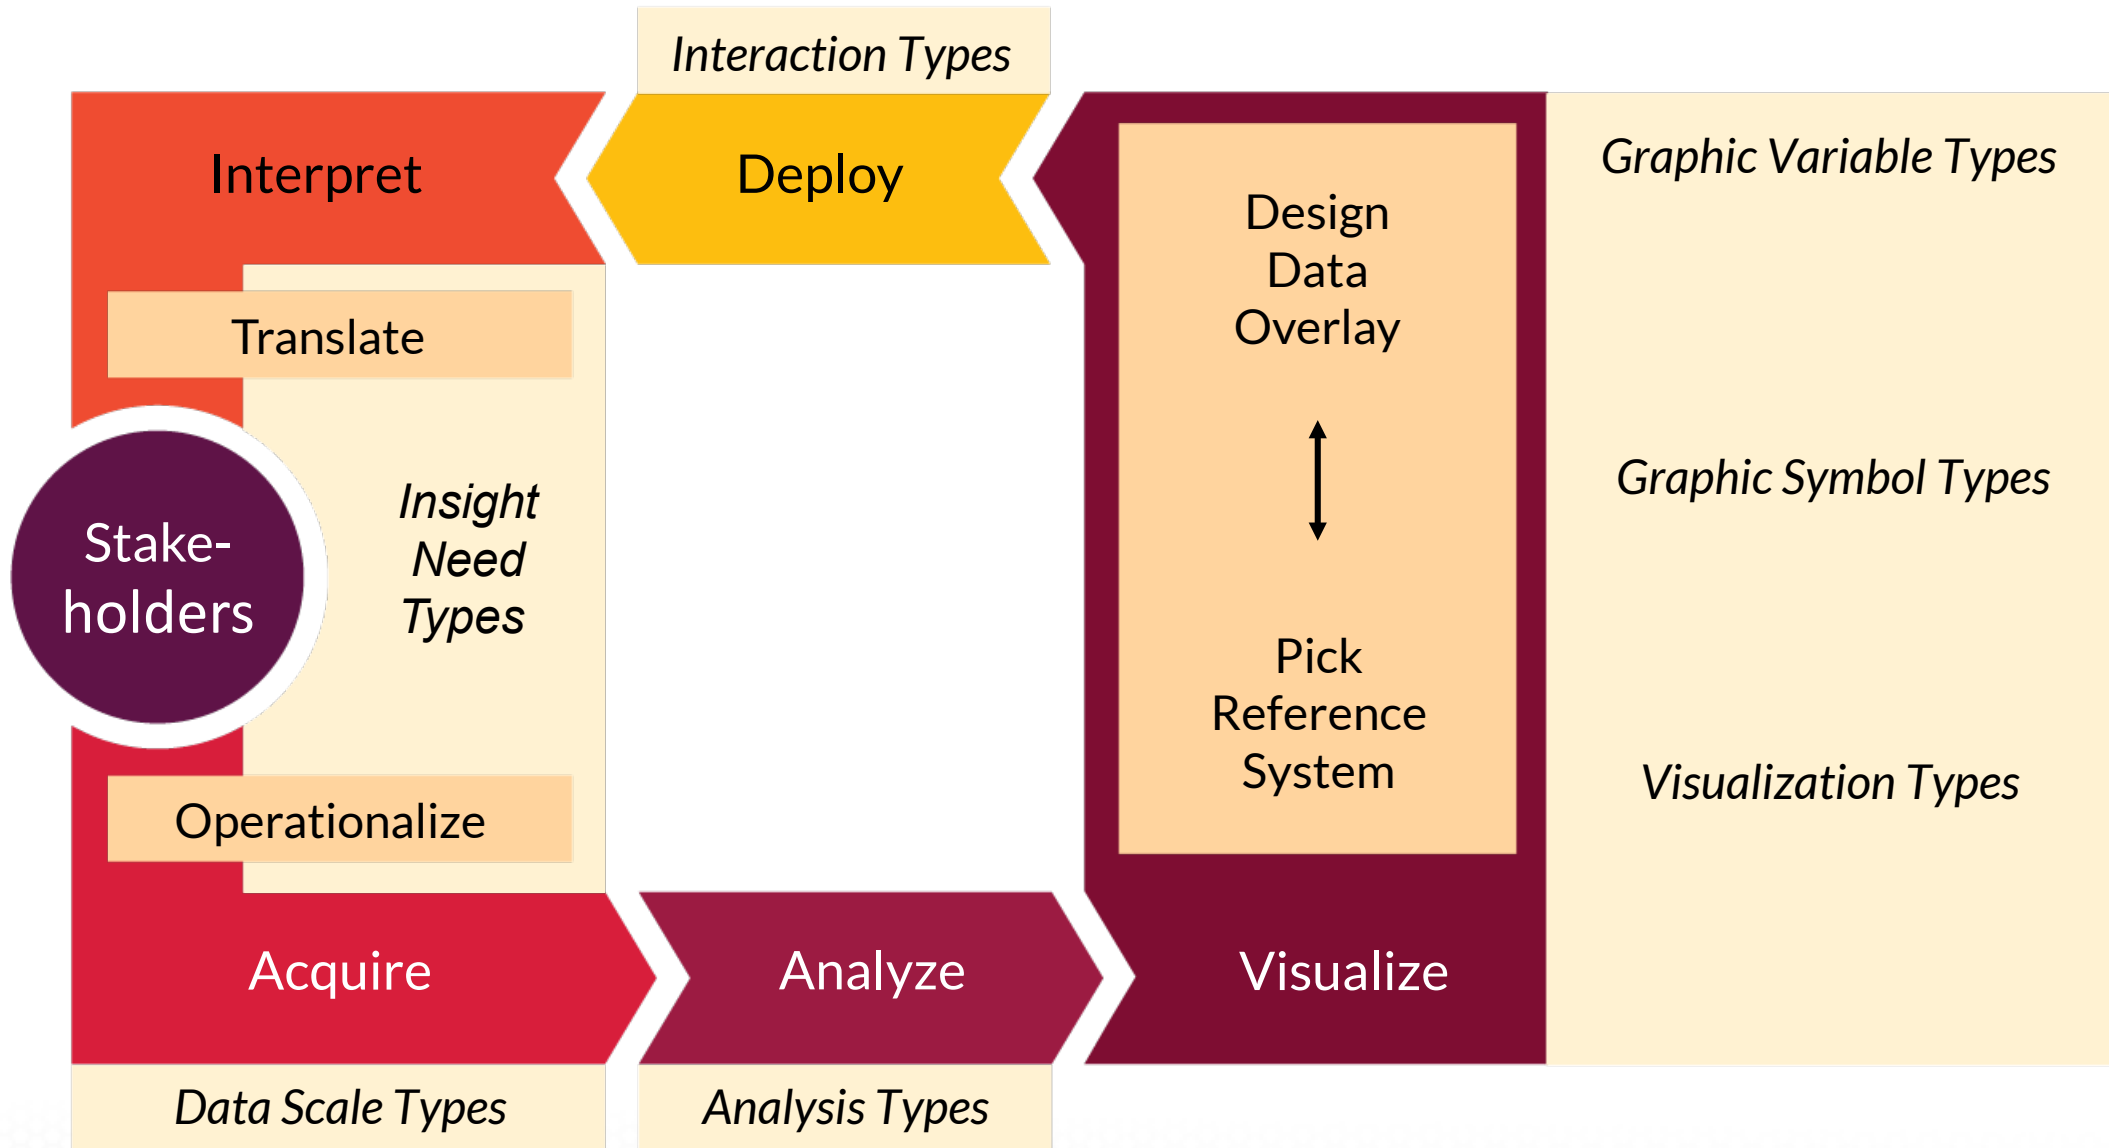 Interaction Types
Interpret
Deploy
Design
Data
Overlay
Graphic Variable Types
Translate
Stake-
holders
Insight
Need
Types
Graphic Symbol Types
Pick
Reference
System
Visualization Types
Operationalize
Acquire
Analyze
Visualize
Data Scale Types
Analysis Types